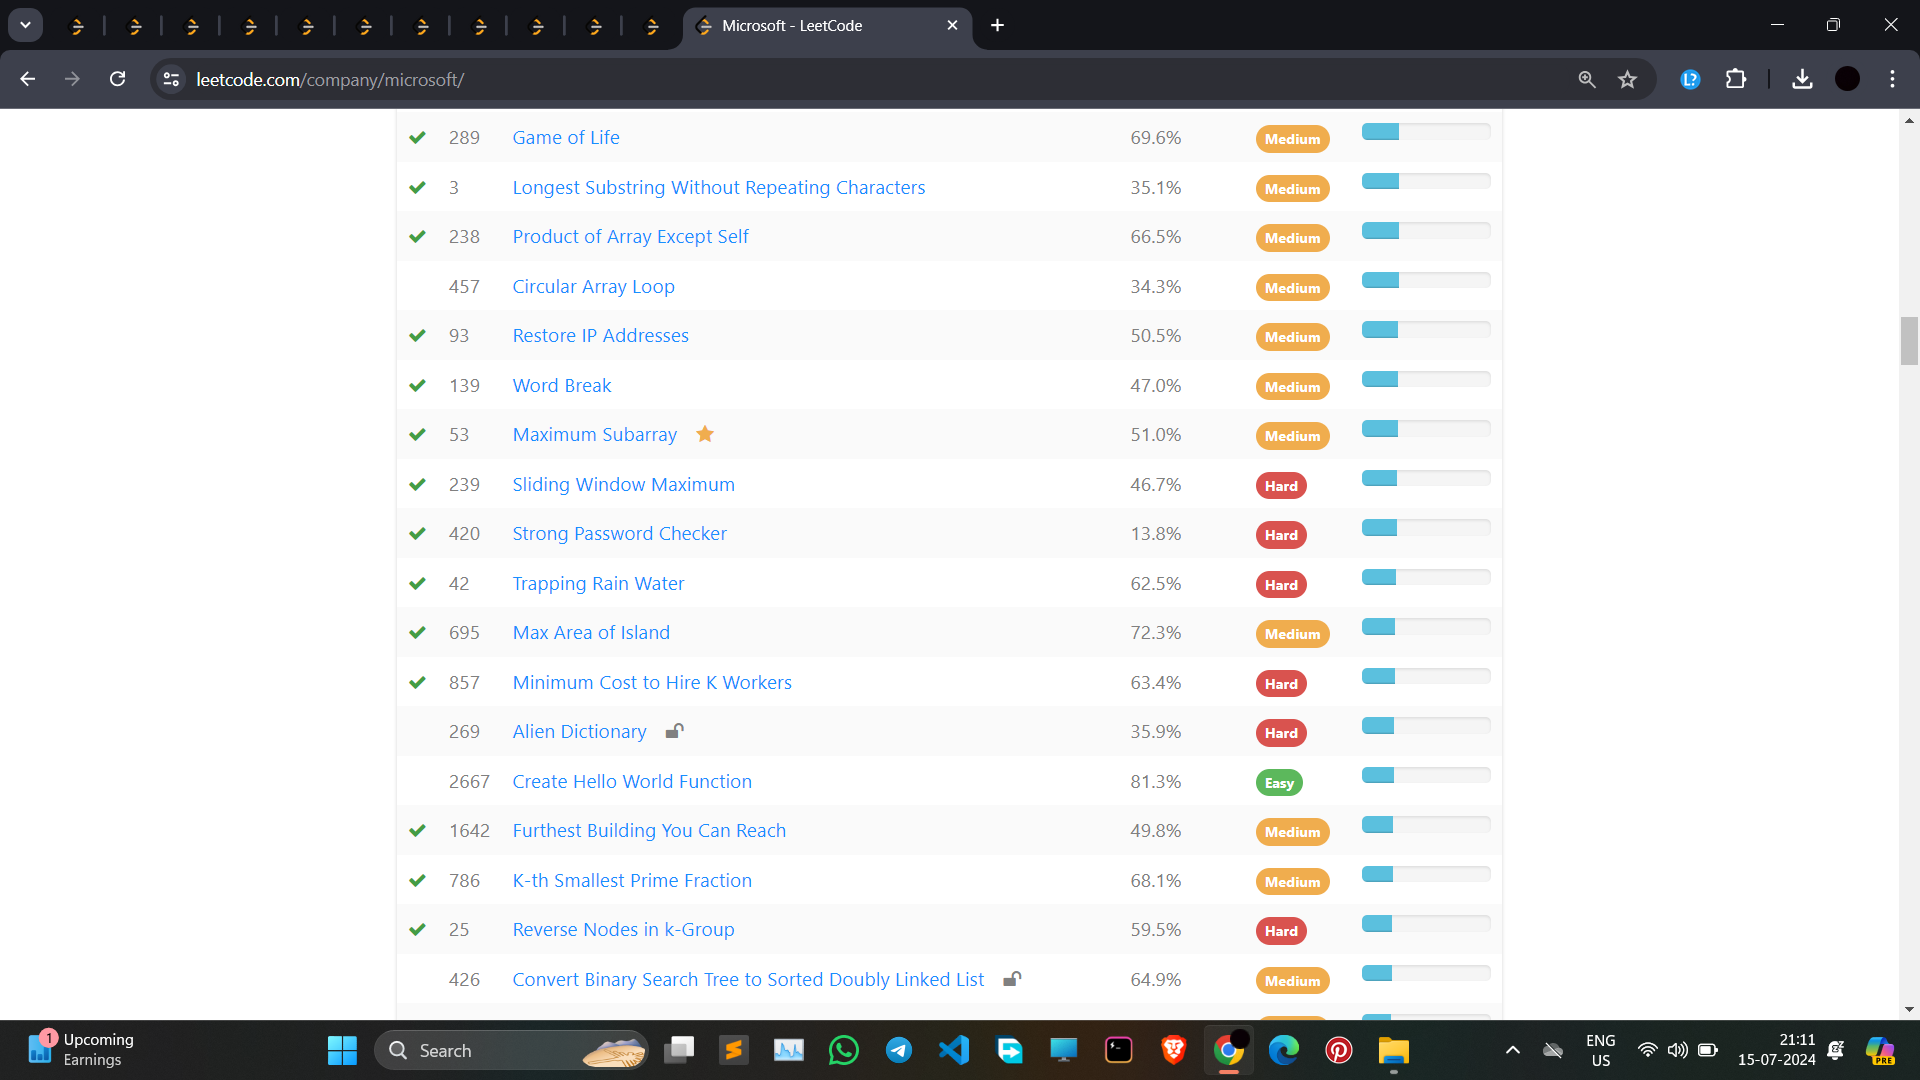 Microsoft - LeetCode
leetcode.com/company/microsoft/
L?
289 Game of Life 69.6% Medium
3 Longest Substring Without Repeating Characters 35.1% Medium
238 Product of Array Except Self 66.5% Medium
457 Circular Array Loop 34.3% Medium
93 Restore IP Addresses 50.5% Medium
139 Word Break 47.0% Medium
53 Maximum Subarray 51.0% Medium
239 Sliding Window Maximum 46.7% Hard
420 Strong Password Checker 13.8% Hard
42 Trapping Rain Water 62.5% Hard
695 Max Area of Island 72.3% Medium
857 Minimum Cost to Hire K Workers 63.4% Hard
269 Alien Dictionary 35.9% Hard
2667 Create Hello World Function 81.3% Easy
1642 Furthest Building You Can Reach 49.8% Medium
786 K-th Smallest Prime Fraction 68.1% Medium
25 Reverse Nodes in k-Group 59.5% Hard
426 Convert Binary Search Tree to Sorted Doubly Linked List 64.9% Medium
1 Upcoming
Earnings
Search
ENG
US
21:11
15-07-2024
PRE